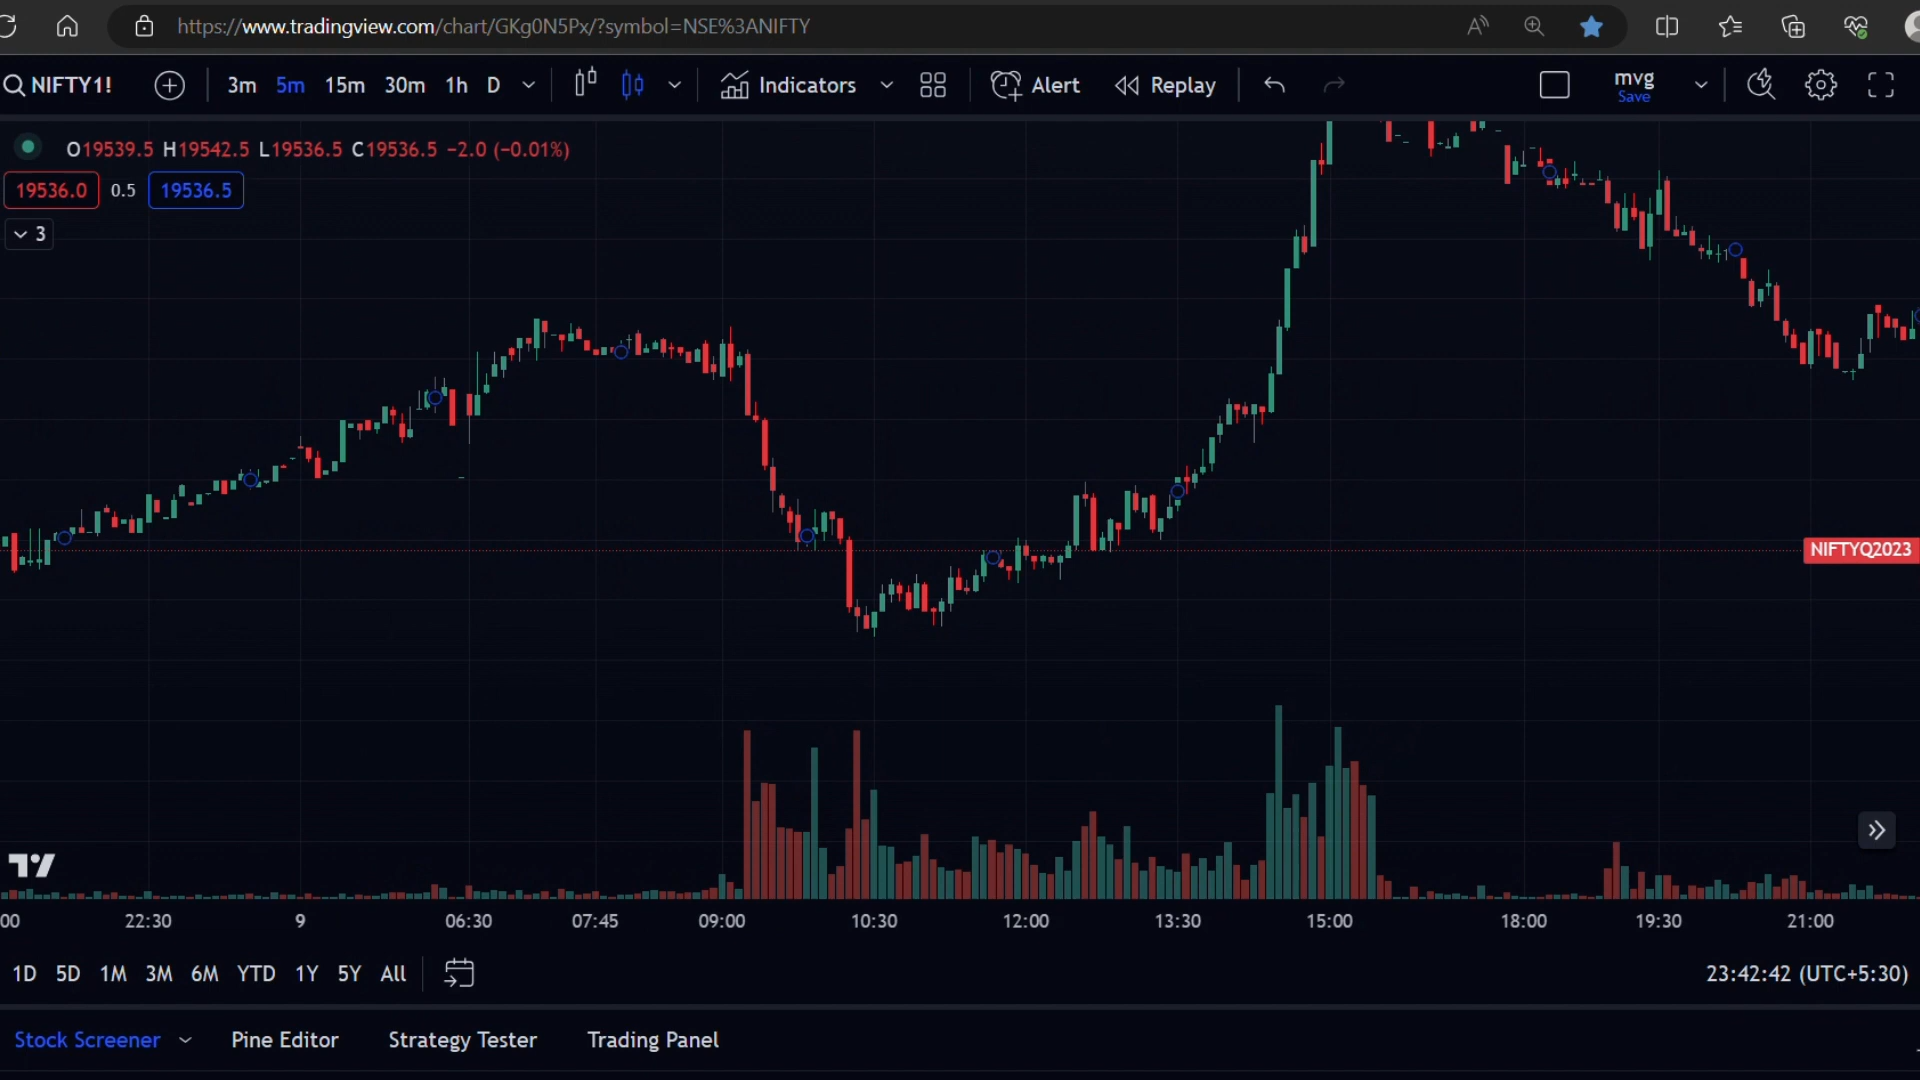 https://www.tradingview.com/chart/GKg0N5Px/?symbol=NSE%3ANIFTY
NIFTY1! 3m 5m 15m 30m 1h D Indicators Alert Replay mvg
Save
O19539.5 H19542.5 L19536.5 C19536.5 −2.0 (−0.01%)
19536.0 0.5 19536.5
3
NIFTYQ2023
00 22:30 9 06:30 07:45 09:00 10:30 12:00 13:30 15:00 18:00 19:30 21:00
1D 5D 1M 3M 6M YTD 1Y 5Y All 23:42:42 (UTC+5:30)
Stock Screener Pine Editor Strategy Tester Trading Panel